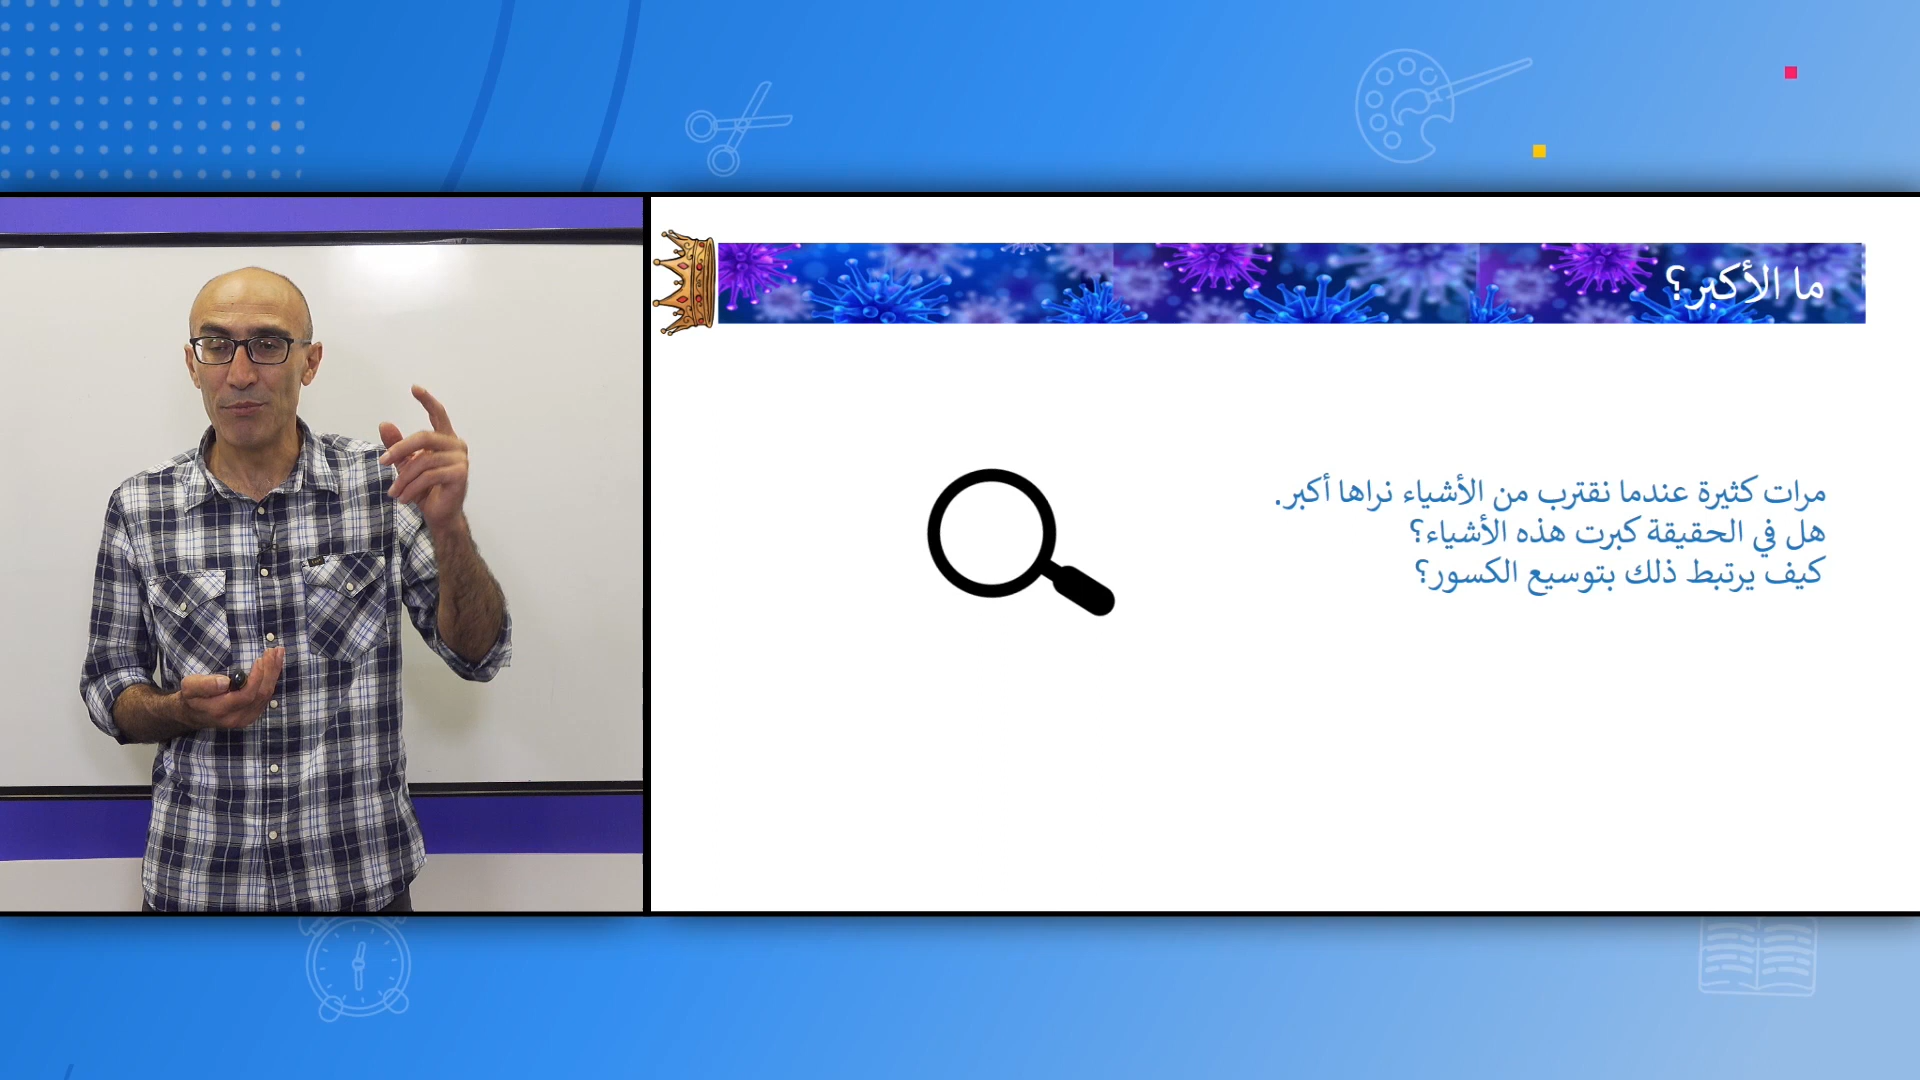 ما الأكبر؟
مرات كثيرة عندما نقترب من الأشياء نراها أكبر.
هل في الحقيقة كبرت هذه الأشياء؟
كيف يرتبط ذلك بتوسيع الكسور؟